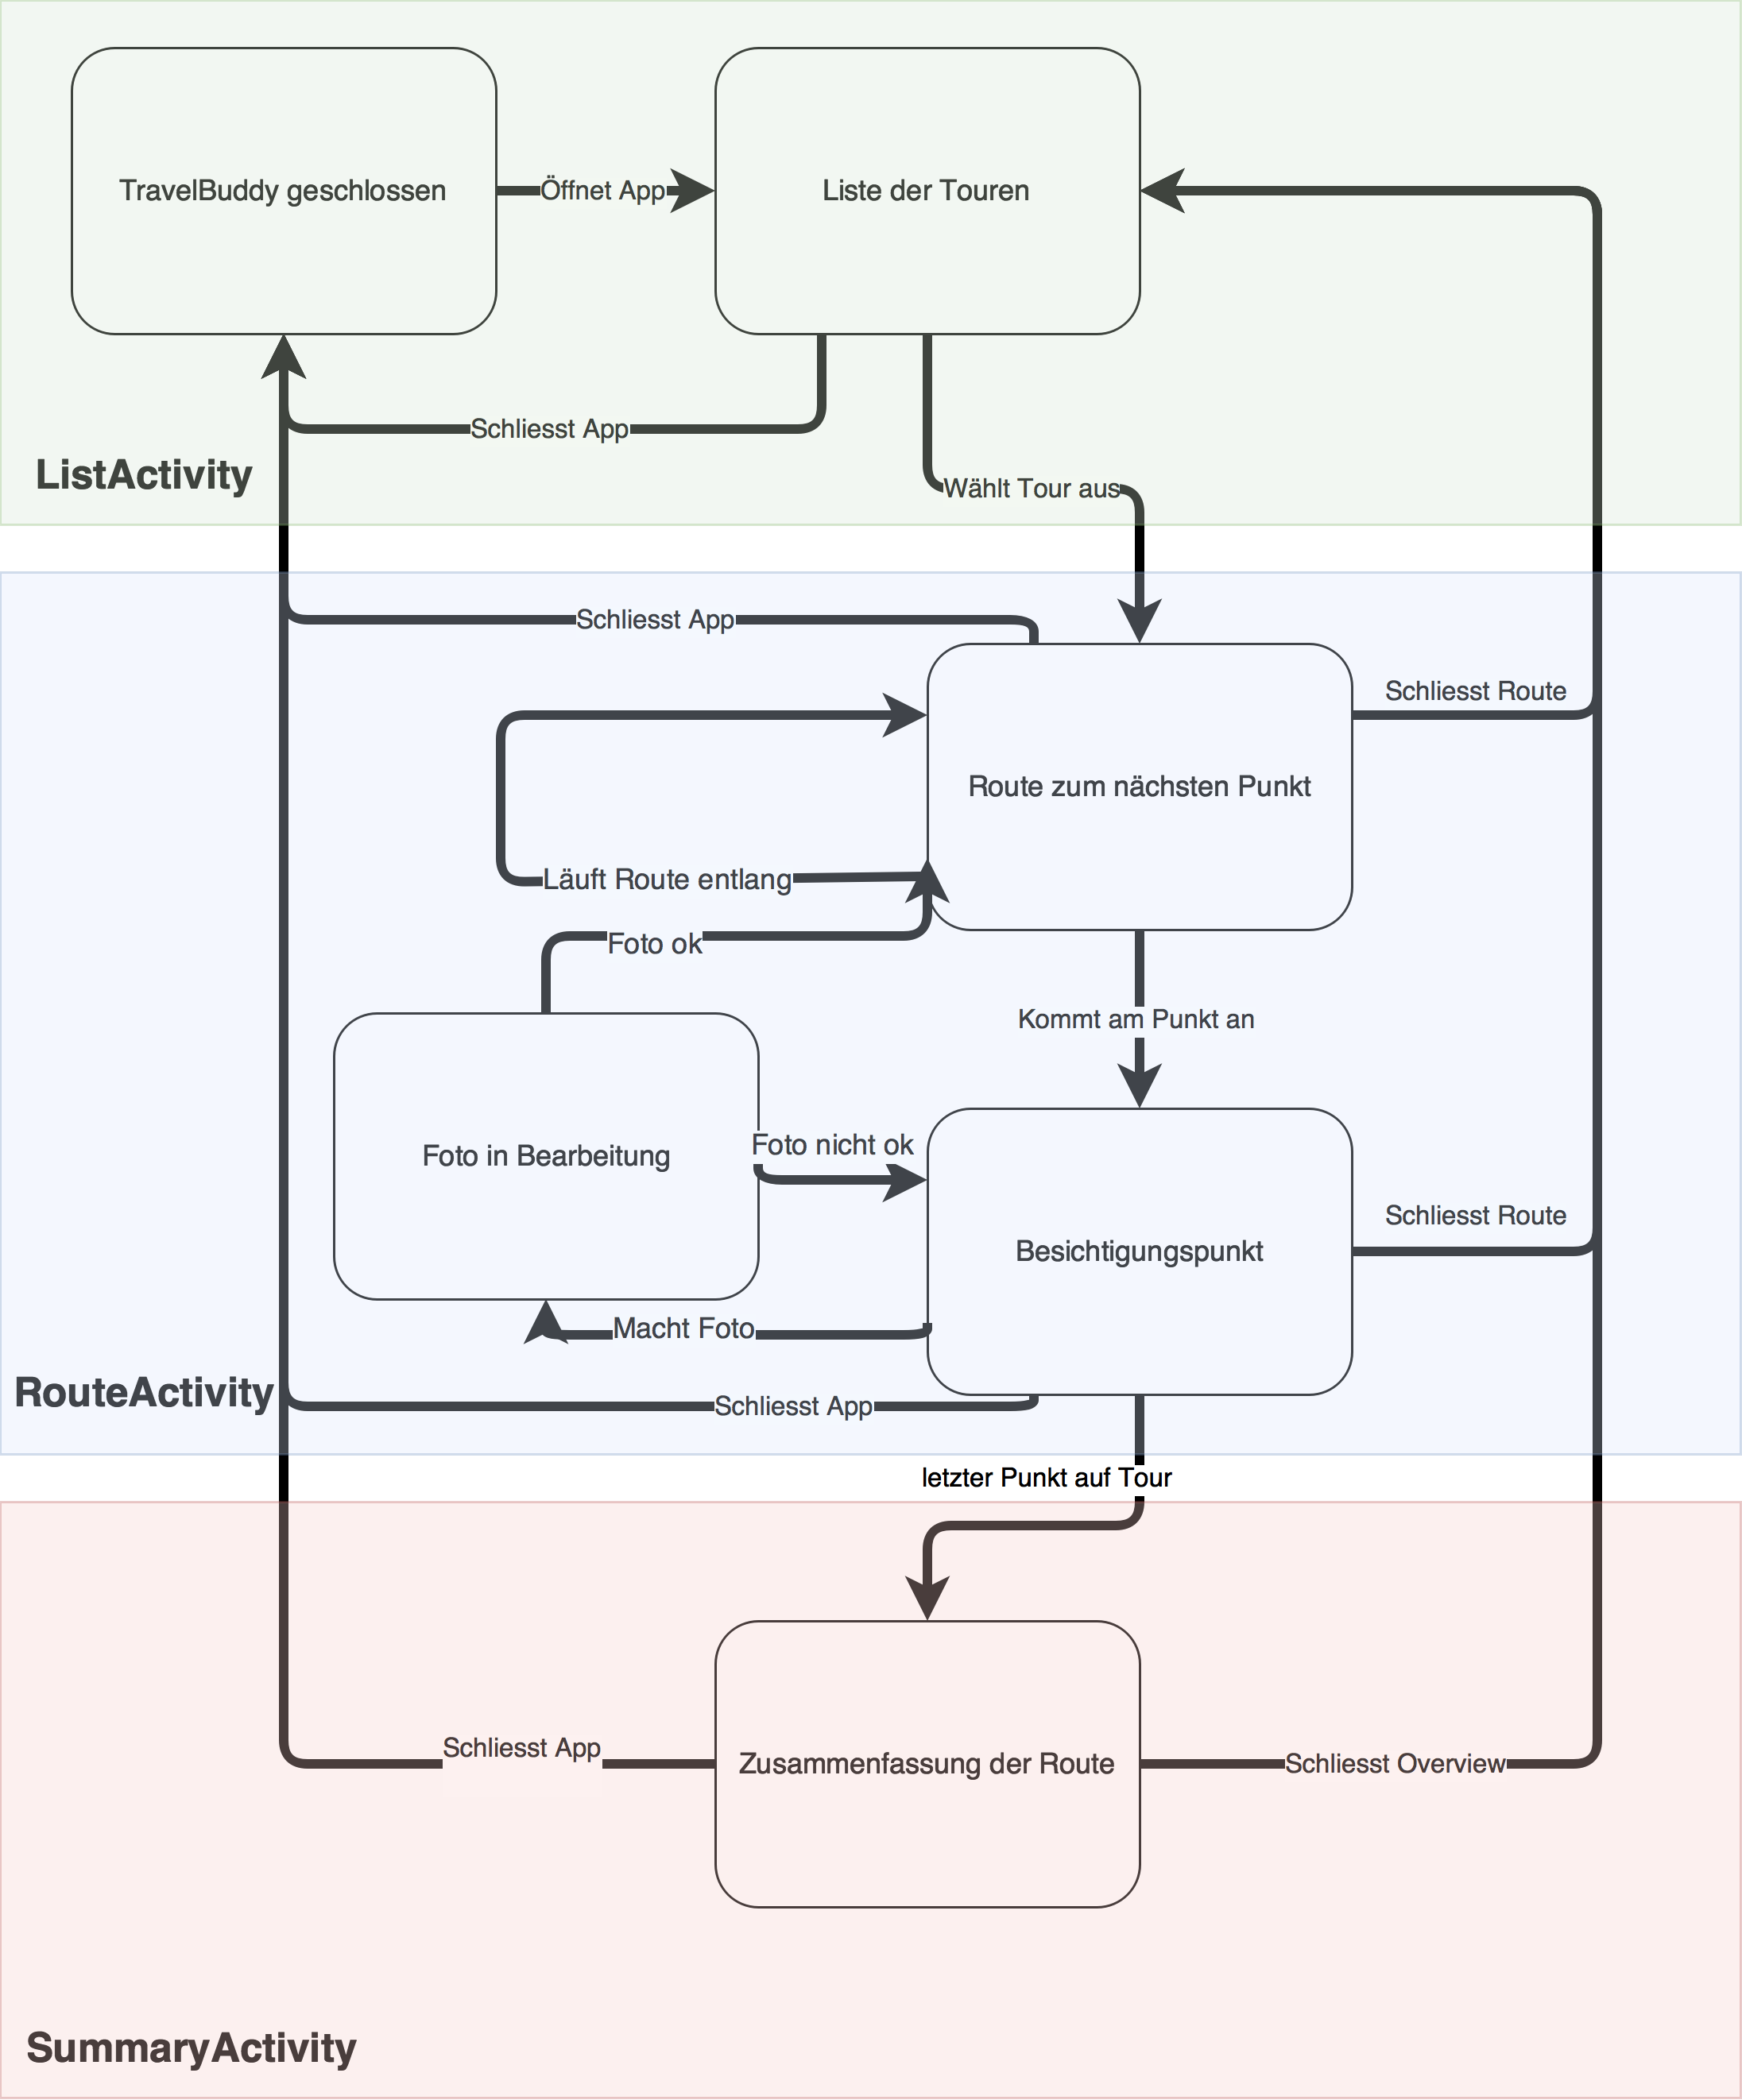 TravelBuddy geschlossen
Öffnet App
Liste der Touren
Schliesst App
ListActivity
Wählt Tour aus
Schliesst App
Schliesst Route
Route zum nächsten Punkt
Läuft Route entlang
Foto ok
Kommt am Punkt an
Foto nicht ok
Foto in Bearbeitung
Schliesst Route
Besichtigungspunkt
Macht Foto
RouteActivity
Schliesst App
letzter Punkt auf Tour
Schliesst App
Zusammenfassung der Route
Schliesst Overview
SummaryActivity